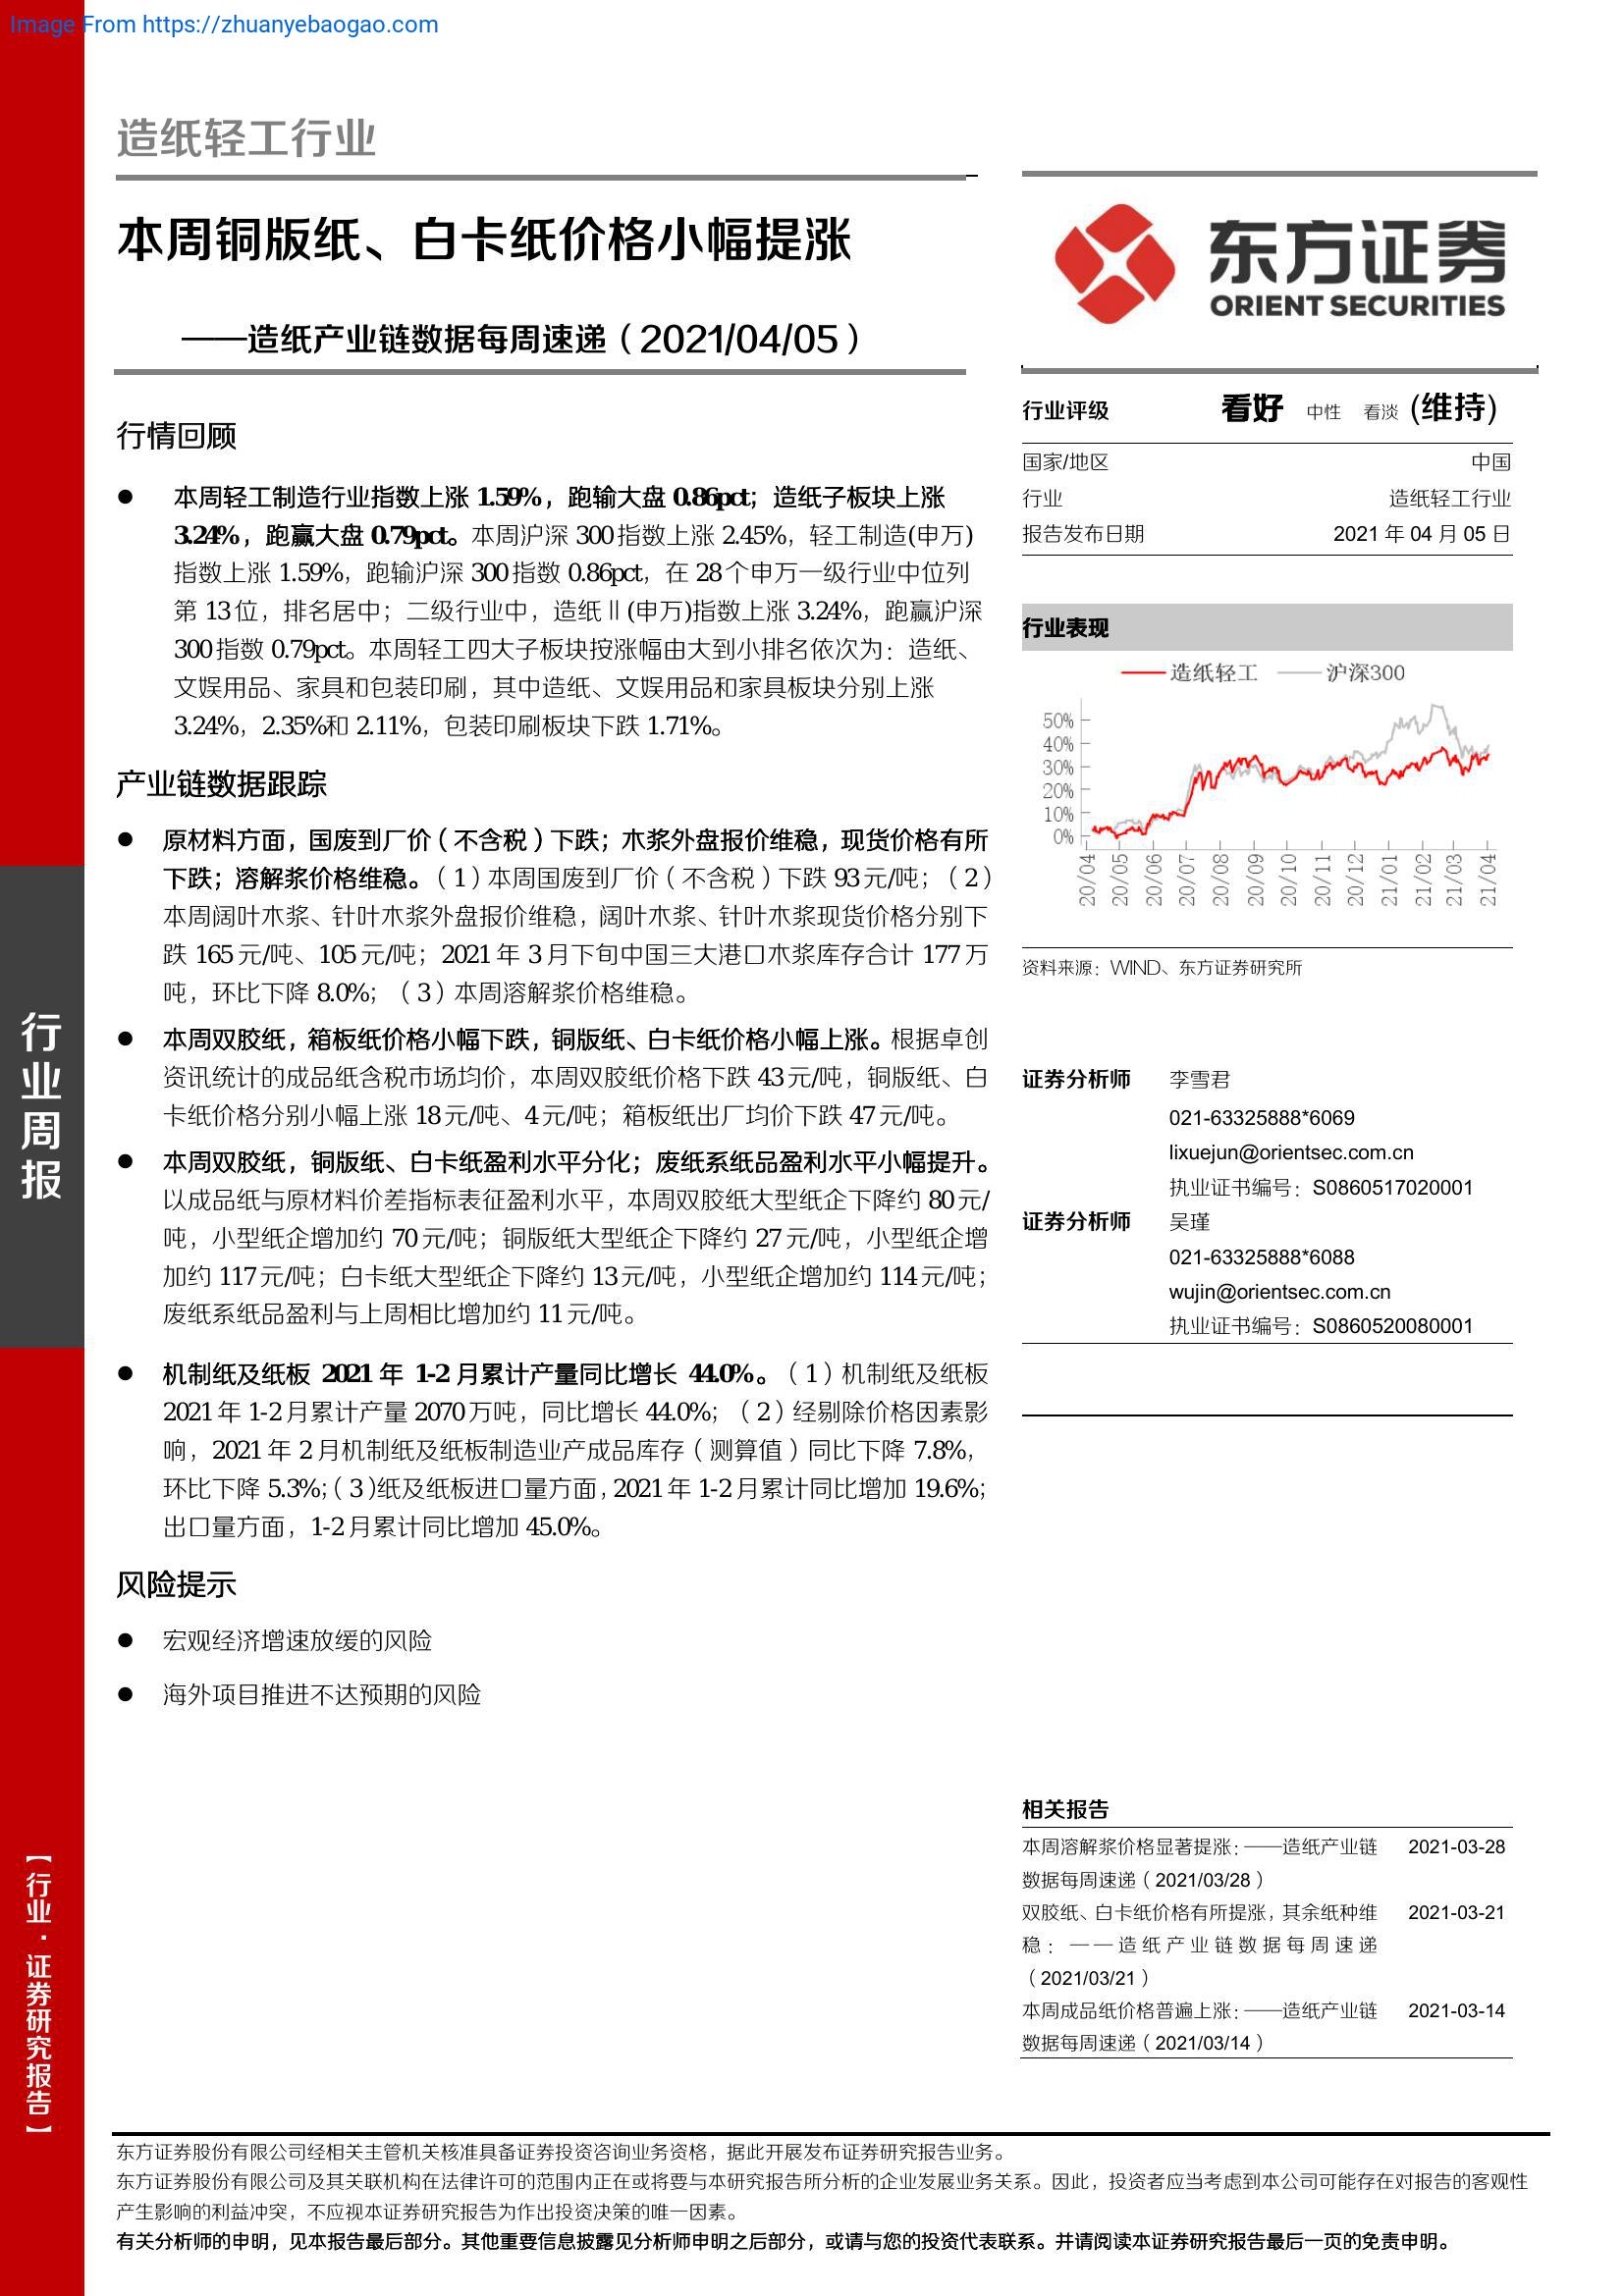 Image From https://zhuanyebaogao.com
造纸轻工行业
本周铜版纸、白卡纸价格小幅提涨
——造纸产业链数据每周速递（2021/04/05）
行情回顾
● 本周轻工制造行业指数上涨 1.59%，跑输大盘 0.86pct；造纸子板块上涨
3.24%，跑赢大盘 0.79pct。本周沪深 300 指数上涨 2.45%，轻工制造(申万)
指数上涨 1.59%，跑输沪深 300 指数 0.86pct，在 28 个申万一级行业中位列
第 13 位，排名居中；二级行业中，造纸Ⅱ(申万)指数上涨 3.24%，跑赢沪深
300 指数 0.79pct。本周轻工四大子板块按涨幅由大到小排名依次为：造纸、
文娱用品、家具和包装印刷，其中造纸、文娱用品和家具板块分别上涨
3.24%，2.35%和 2.11%，包装印刷板块下跌 1.71%。
产业链数据跟踪
● 原材料方面，国废到厂价（不含税）下跌；木浆外盘报价维稳，现货价格有所
下跌；溶解浆价格维稳。（1）本周国废到厂价（不含税）下跌 93 元/吨；（2）
本周阔叶木浆、针叶木浆外盘报价维稳，阔叶木浆、针叶木浆现货价格分别下
跌 165 元/吨、105 元/吨；2021 年 3 月下旬中国三大港口木浆库存合计 177 万
吨，环比下降 8.0%；（3）本周溶解浆价格维稳。
● 本周双胶纸，箱板纸价格小幅下跌，铜版纸、白卡纸价格小幅上涨。根据卓创
资讯统计的成品纸含税市场均价，本周双胶纸价格下跌 43 元/吨，铜版纸、白
卡纸价格分别小幅上涨 18 元/吨、4 元/吨；箱板纸出厂均价下跌 47 元/吨。
● 本周双胶纸，铜版纸、白卡纸盈利水平分化；废纸系纸品盈利水平小幅提升。
以成品纸与原材料价差指标表征盈利水平，本周双胶纸大型纸企下降约 80 元/
吨，小型纸企增加约 70 元/吨；铜版纸大型纸企下降约 27 元/吨，小型纸企增
加约 117 元/吨；白卡纸大型纸企下降约 13 元/吨，小型纸企增加约 114 元/吨；
废纸系纸品盈利与上周相比增加约 11 元/吨。
● 机制纸及纸板 2021 年 1-2 月累计产量同比增长 44.0%。（1）机制纸及纸板
2021 年 1-2 月累计产量 2070 万吨，同比增长 44.0%；（2）经剔除价格因素影
响，2021 年 2 月机制纸及纸板制造业产成品库存（测算值）同比下降 7.8%，
环比下降 5.3%；（3）纸及纸板进口量方面，2021 年 1-2 月累计同比增加 19.6%；
出口量方面，1-2 月累计同比增加 45.0%。
风险提示
● 宏观经济增速放缓的风险
● 海外项目推进不达预期的风险
东方证券
ORIENT SECURITIES
行业评级 看好 中性 看淡 (维持)
国家/地区 中国
行业 造纸轻工行业
报告发布日期 2021 年 04 月 05 日
行业表现
造纸轻工 沪深300
50%
40%
30%
20%
10%
0%
20/04 20/05 20/06 20/07 20/08 20/09 20/10 20/11 20/12 21/01 21/02 21/03 21/04
资料来源：WIND、东方证券研究所
证券分析师 李雪君
021-63325888*6069
lixuejun@orientsec.com.cn
执业证书编号：S0860517020001
证券分析师 吴瑾
021-63325888*6088
wujin@orientsec.com.cn
执业证书编号：S0860520080001
相关报告
本周溶解浆价格显著提涨：——造纸产业链 2021-03-28
数据每周速递（2021/03/28）
双胶纸、白卡纸价格有所提涨，其余纸种维 2021-03-21
稳：——造纸产业链数据每周速递
（2021/03/21）
本周成品纸价格普遍上涨：——造纸产业链 2021-03-14
数据每周速递（2021/03/14）
行业周报
【行业·证券研究报告】
东方证券股份有限公司经相关主管机关核准具备证券投资咨询业务资格，据此开展发布证券研究报告业务。
东方证券股份有限公司及其关联机构在法律许可的范围内正在或将要与本研究报告所分析的企业发展业务关系。因此，投资者应当考虑到本公司可能存在对报告的客观性
产生影响的利益冲突，不应视本证券研究报告为作出投资决策的唯一因素。
有关分析师的申明，见本报告最后部分。其他重要信息披露见分析师申明之后部分，或请与您的投资代表联系。并请阅读本证券研究报告最后一页的免责申明。